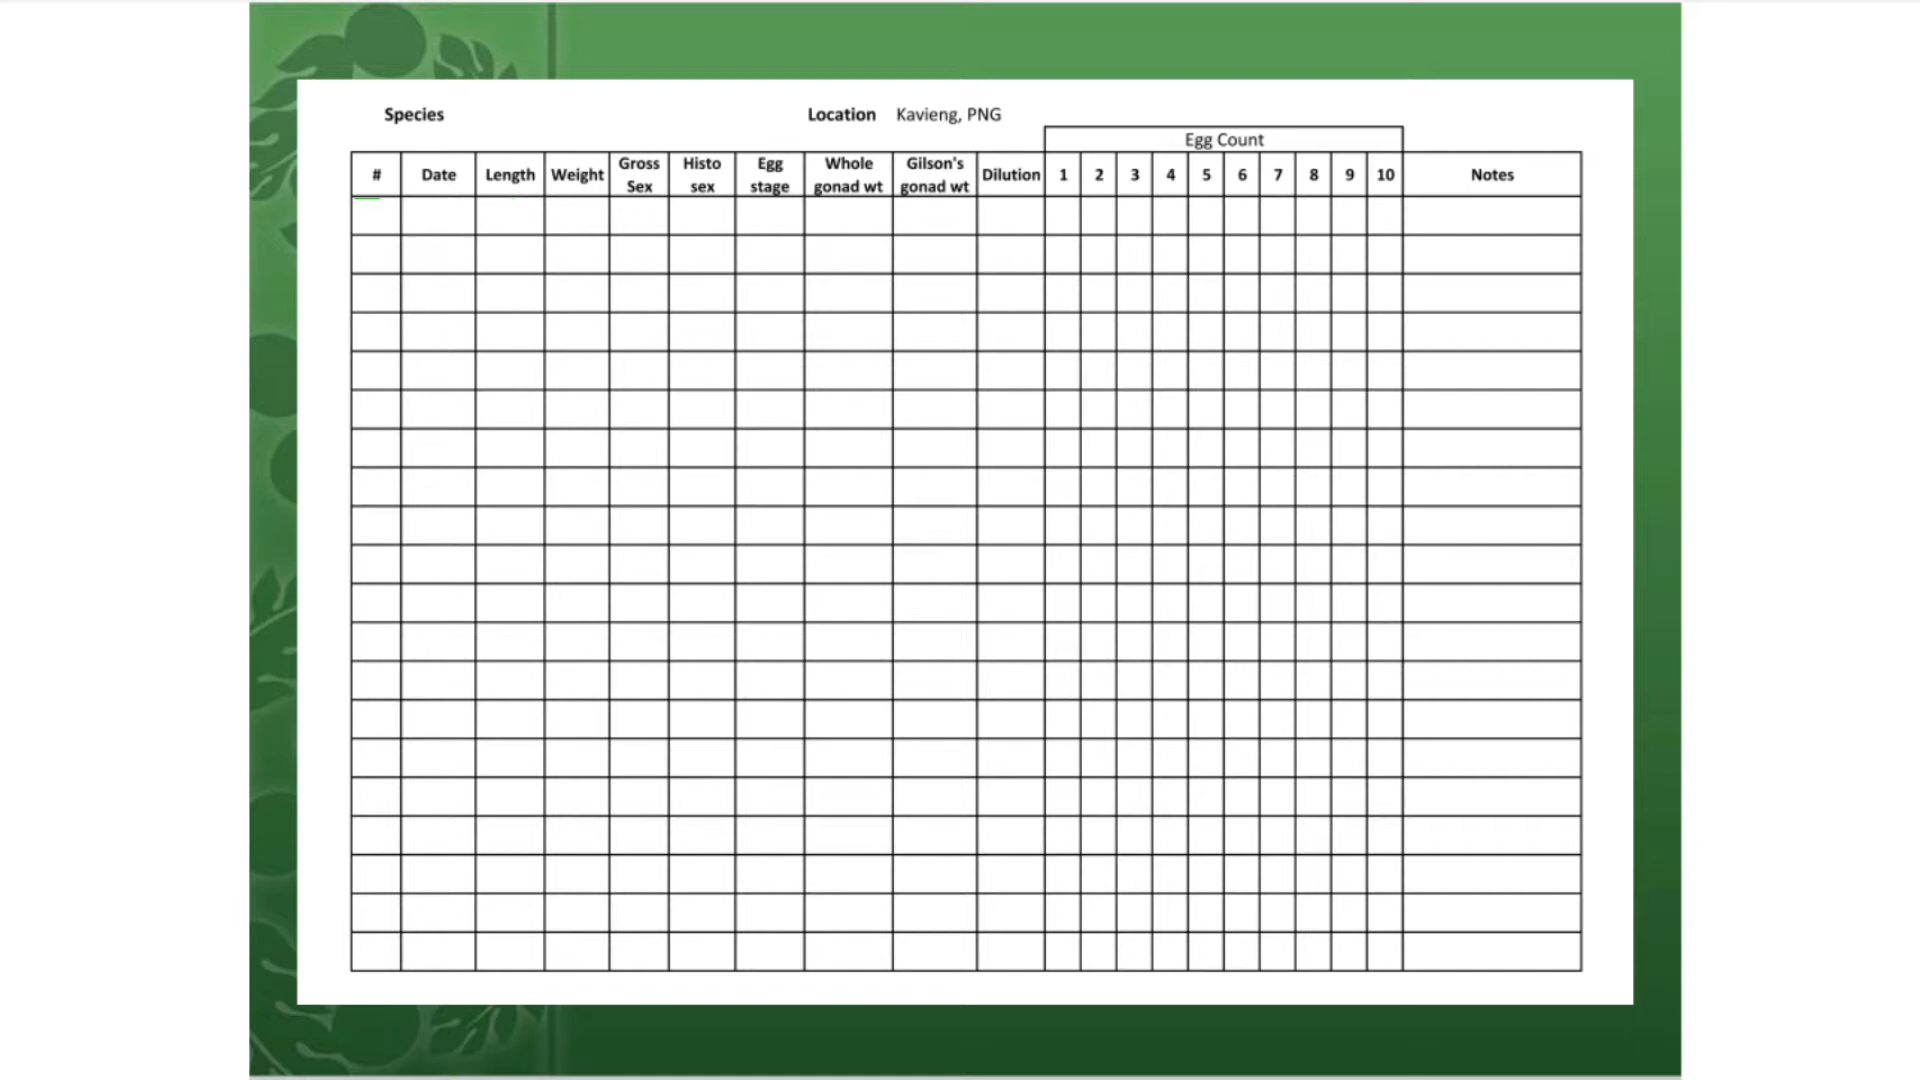 Species Location Kavieng, PNG
Egg Count
# Date Length Weight Gross Sex Histo sex Egg stage Whole gonad wt Gilson's gonad wt Dilution 1 2 3 4 5 6 7 8 9 10 Notes